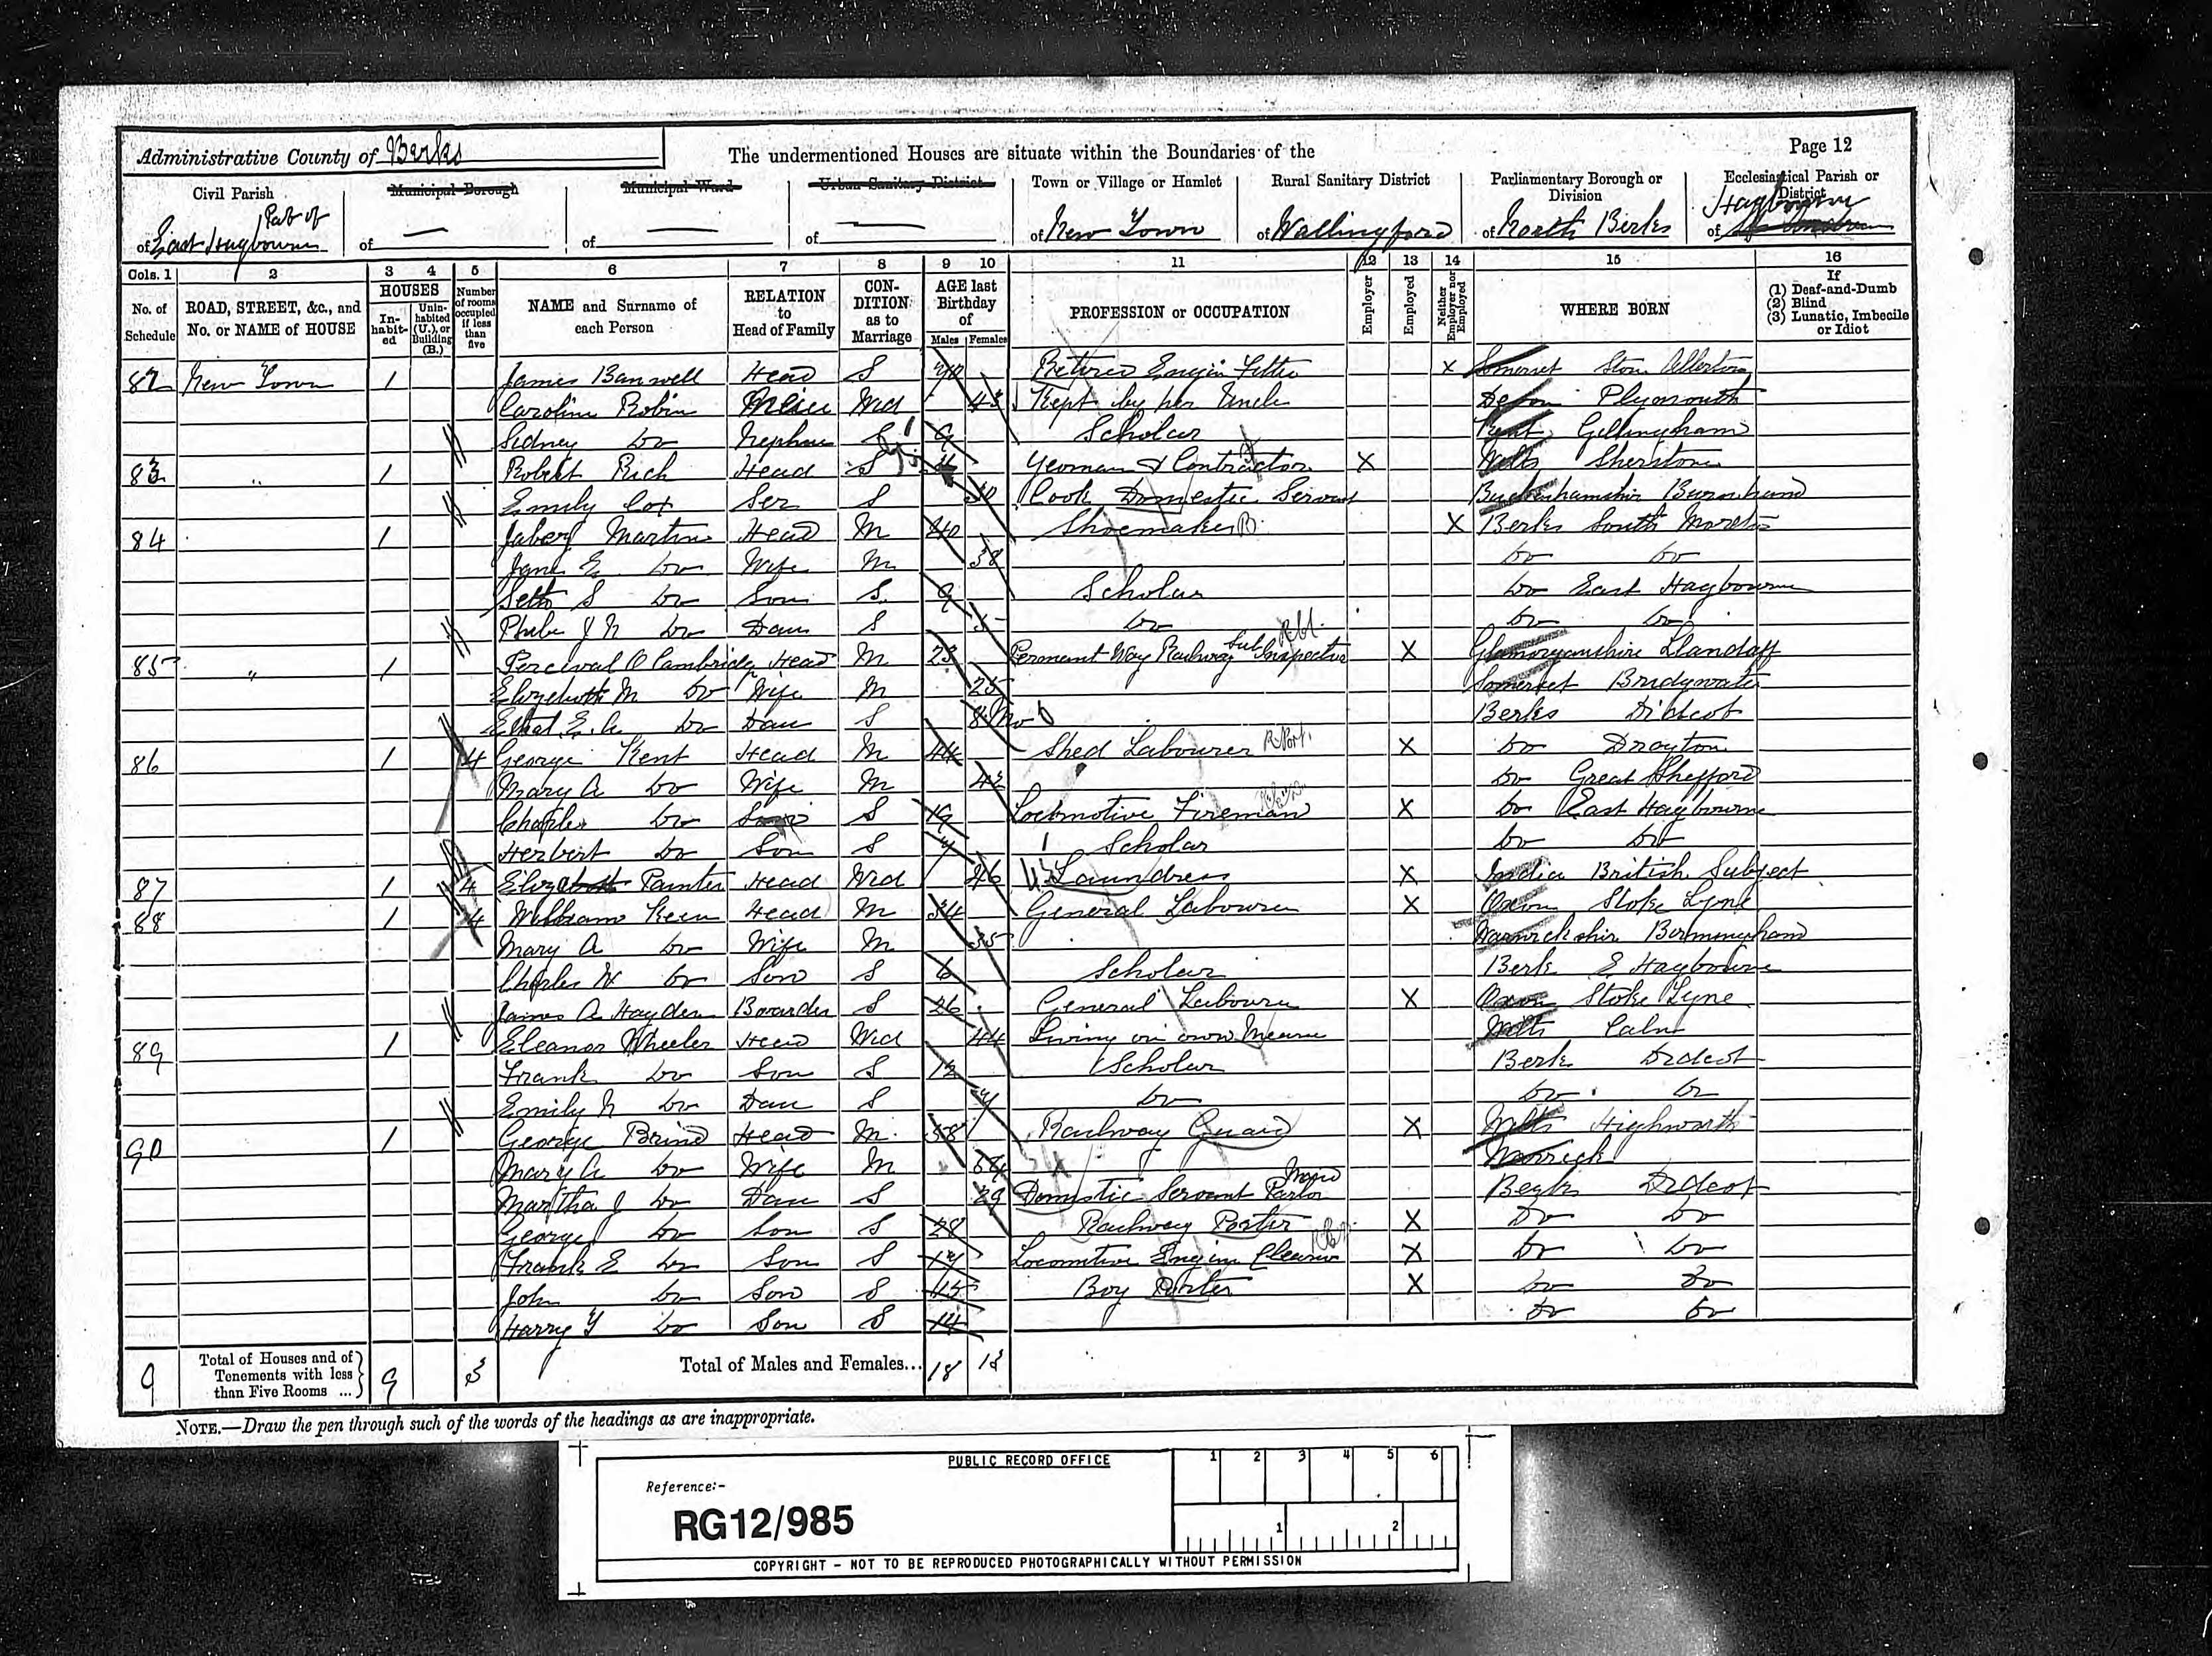 Page 12
Administrative County of Berks
The undermentioned Houses are situate within the Boundaries of the
Civil Parish
Municipal Borough
Municipal Ward
Urban Sanitary District
Town or Village or Hamlet
Rural Sanitary District
Parliamentary Borough or Division
Ecclesiastical Parish or District
Part of
of East Hagbourne
of —
of —
of —
of New Town
of Wallingford
of North Berks
of Hagbourne
Cols. 1 2 3 4 5 6 7 8 9 10 11 12 13 14 15 16
No. of Schedule
ROAD, STREET, &c., and No. or NAME of HOUSE
HOUSES
Inhabited
Uninhabited (U.), or Building (B.)
Number of rooms occupied if less than five
NAME and Surname of each Person
RELATION to Head of Family
CONDITION as to Marriage
AGE last Birthday of
Males Females
PROFESSION or OCCUPATION
Employer
Employed
Neither Employer nor Employed
WHERE BORN
If
(1) Deaf-and-Dumb
(2) Blind
(3) Lunatic, Imbecile or Idiot
82 New Town 1 James Banwell Head S Retired Engin Fitter X Somerset Stone Allerton
Caroline Robin Niece Wid 43 Kept by her Uncle Devon Plymouth
Sidney Do Nephew S 9 Scholar Kent Gillingham
83 " 1 Robert Rich Head S Yeoman & Contractor X Wilts Sherstone
Emily Cox Ser S Cook Domestic Servant Buckinhamshir Burnham
84 1 Jabez Martin Head M 40 Shoemaker X Berks South Moreton
Jane E Do Wife M 38 Do Do
Seth S Do Son S 9 Scholar Do East Hagbourne
Phebe J N Do Dau S 5 Do Do Do
85 " 1 Percival O Cambridge Head M 23 Permant Way Railway Sub Inspector X Glamorganshire Llandaff
Elizebeth M Do Wife M 25 Somerset Bridgwater
Ethel E. A Do Dau S 8 Mo Berks Didcot
86 1 4 George Kent Head M 44 Shed Labourer X Do Drayton
Mary A Do Wife M 42 Do Great Shefford
Charles Do Son S 19 Locomotive Fireman X Do East Hagbourne
Herbert Do Son S 7 Scholar Do Do
87 1 4 Painter Head Wid 46 Laundress X India British Subject
88 1 4 William Keen Head M 34 General Labourer X Oxon Stoke Lyne
Mary A Do Wife M 35 Warwickshir Birmingham
Charles W Do Son S 6 Scholar Berk E Hagbourne
James A Hayden Boarder S 26 General Labourer X Oxon Stoke Lyne
89 1 Eleanor Wheeler Head Wid 44 Living on own Means Wilts Calne
Frank Do Son S 12 Scholar Berk Didcot
Emily N Do Dau S 7 Do Do Do
90 1 George Brind Head M 58 Railway Guard X Wilts Highworth
Mary A Do Wife M Warrick
Martha J Do Dau S 29 Domstic Servant Parlor Maid Berks Didcot
George Do Son S 28 Railway Porter X Do Do
Frank E Do Son S 17 Locomtive Engin Cleaner X Do Do
John Do Son S 15 Boy Porter X Do Do
Harry G Do Son S 14 Do Do
9 Total of Houses and of Tenements with less than Five Rooms ... 9 3 Total of Males and Females... 18 13
NOTE.—Draw the pen through such of the words of the headings as are inappropriate.
PUBLIC RECORD OFFICE
1 2 3 4 5 6
Reference:-
RG12/985
1 2
COPYRIGHT - NOT TO BE REPRODUCED PHOTOGRAPHICALLY WITHOUT PERMISSION